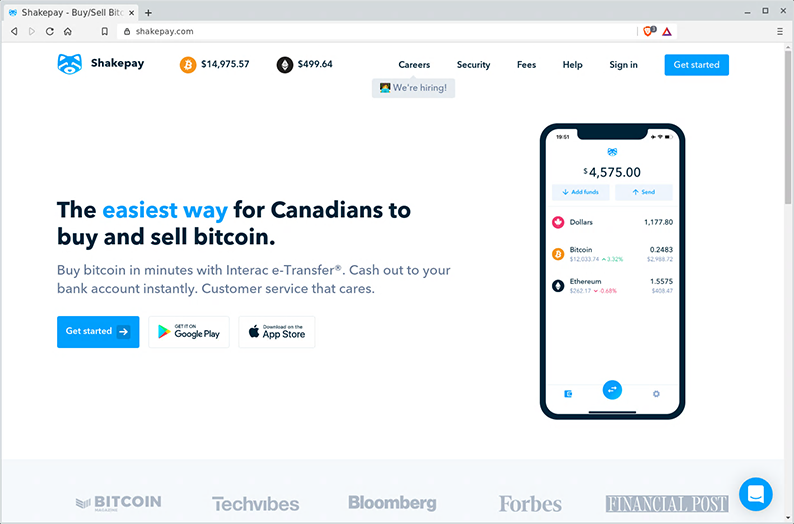 Shakepay - Buy/Sell Bitc
shakepay.com
3
Shakepay
$14,975.57
$499.64
Careers
Security
Fees
Help
Sign in
Get started
We're hiring!
The easiest way for Canadians to
buy and sell bitcoin.
Buy bitcoin in minutes with Interac e-Transfer®. Cash out to your
bank account instantly. Customer service that cares.
Get started
GET IT ON
Google Play
Download on the
App Store
19:51
$4,575.00
Add funds
Send
Dollars 1,177.80
Bitcoin 0.2483
$12,033.74 3.32% $2,988.72
Ethereum 1.5575
$262.17 -0.68% $408.47
BITCOIN
MAGAZINE
Techvibes
Bloomberg
Forbes
FINANCIAL POST